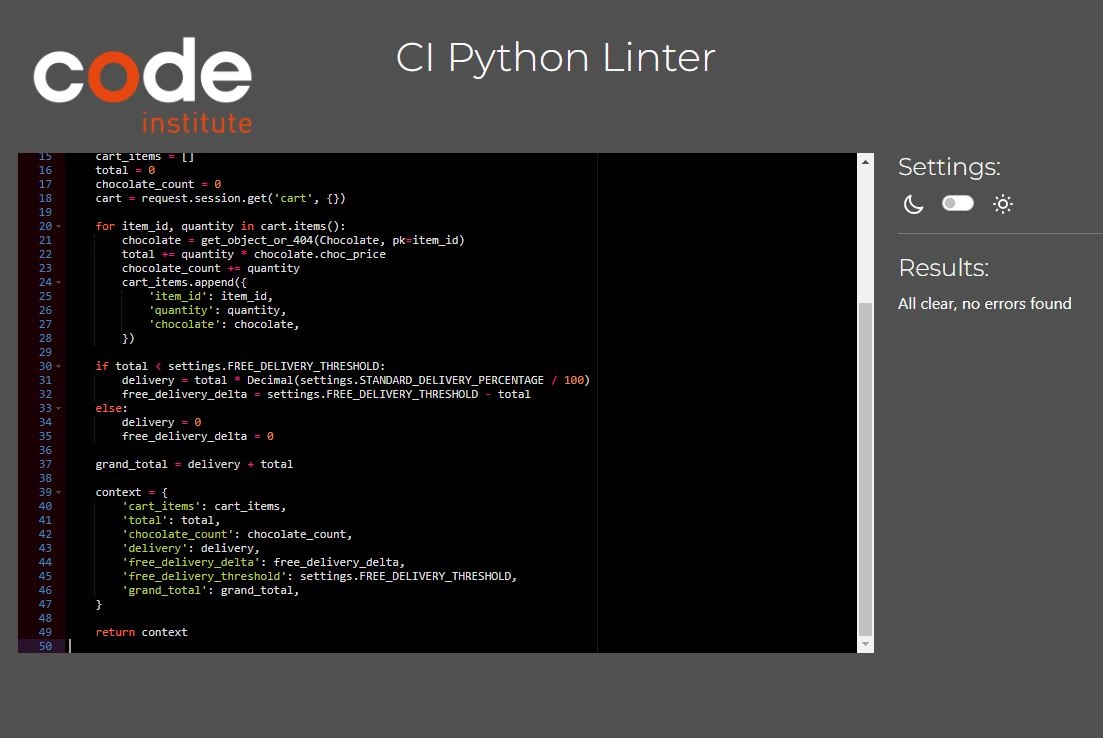 code
institute
CI Python Linter
15 cart_items = []
16 total = 0
17 chocolate_count = 0
18 cart = request.session.get('cart', {})
19
20 for item_id, quantity in cart.items():
21 chocolate = get_object_or_404(Chocolate, pk=item_id)
22 total += quantity * chocolate.choc_price
23 chocolate_count += quantity
24 cart_items.append({
25 'item_id': item_id,
26 'quantity': quantity,
27 'chocolate': chocolate,
28 })
29
30 if total < settings.FREE_DELIVERY_THRESHOLD:
31 delivery = total * Decimal(settings.STANDARD_DELIVERY_PERCENTAGE / 100)
32 free_delivery_delta = settings.FREE_DELIVERY_THRESHOLD - total
33 else:
34 delivery = 0
35 free_delivery_delta = 0
36
37 grand_total = delivery + total
38
39 context = {
40 'cart_items': cart_items,
41 'total': total,
42 'chocolate_count': chocolate_count,
43 'delivery': delivery,
44 'free_delivery_delta': free_delivery_delta,
45 'free_delivery_threshold': settings.FREE_DELIVERY_THRESHOLD,
46 'grand_total': grand_total,
47 }
48
49 return context
50
Settings:
Results:
All clear, no errors found